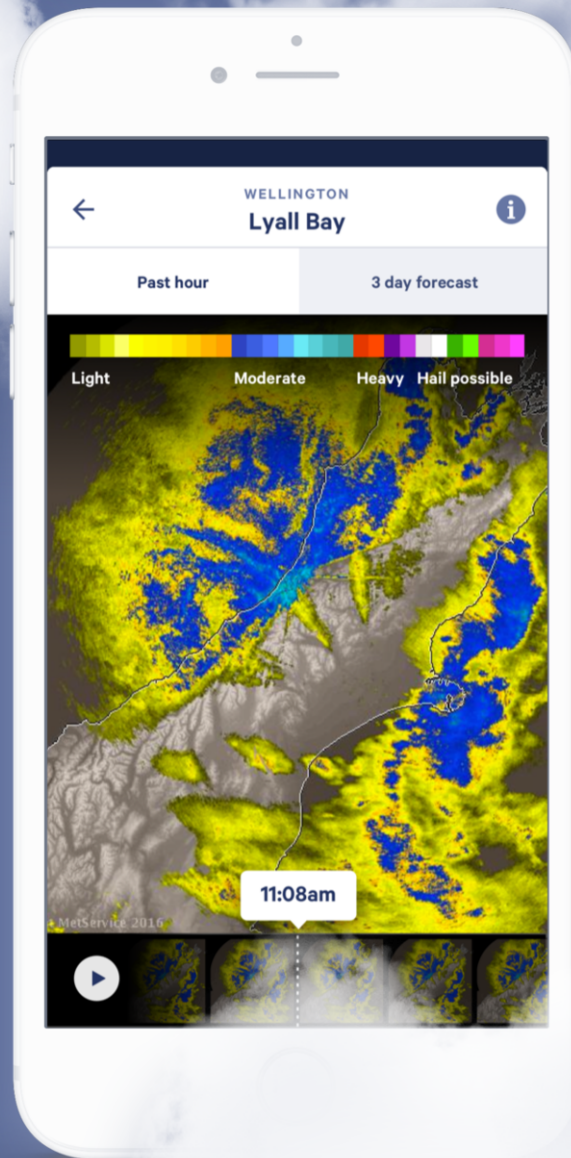 WELLINGTON
Lyall Bay
Past hour
3 day forecast
Light
Moderate
Heavy
Hail possible
11:08am
MetService 2016